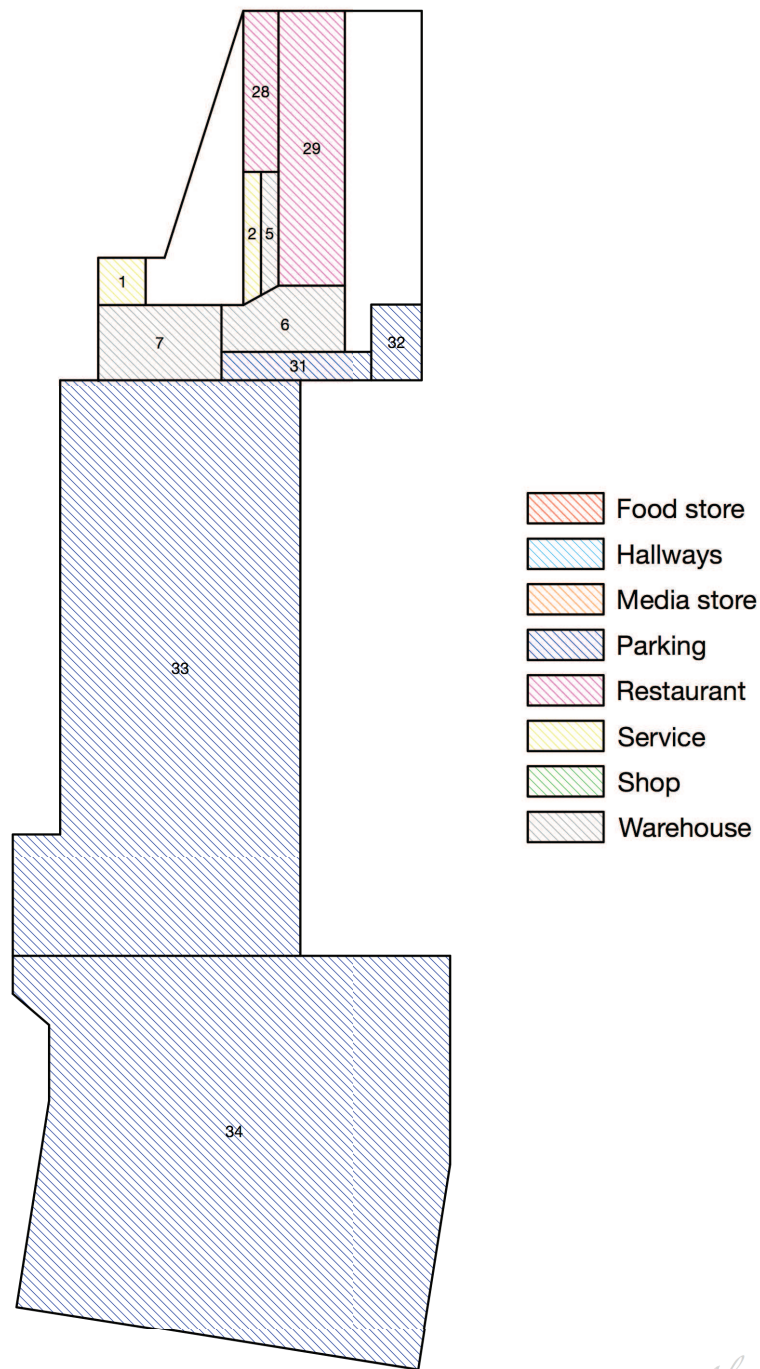 28
29
2
5
1
6
7
32
31
33
Food store
Hallways
Media store
Parking
Restaurant
Service
Shop
Warehouse
34